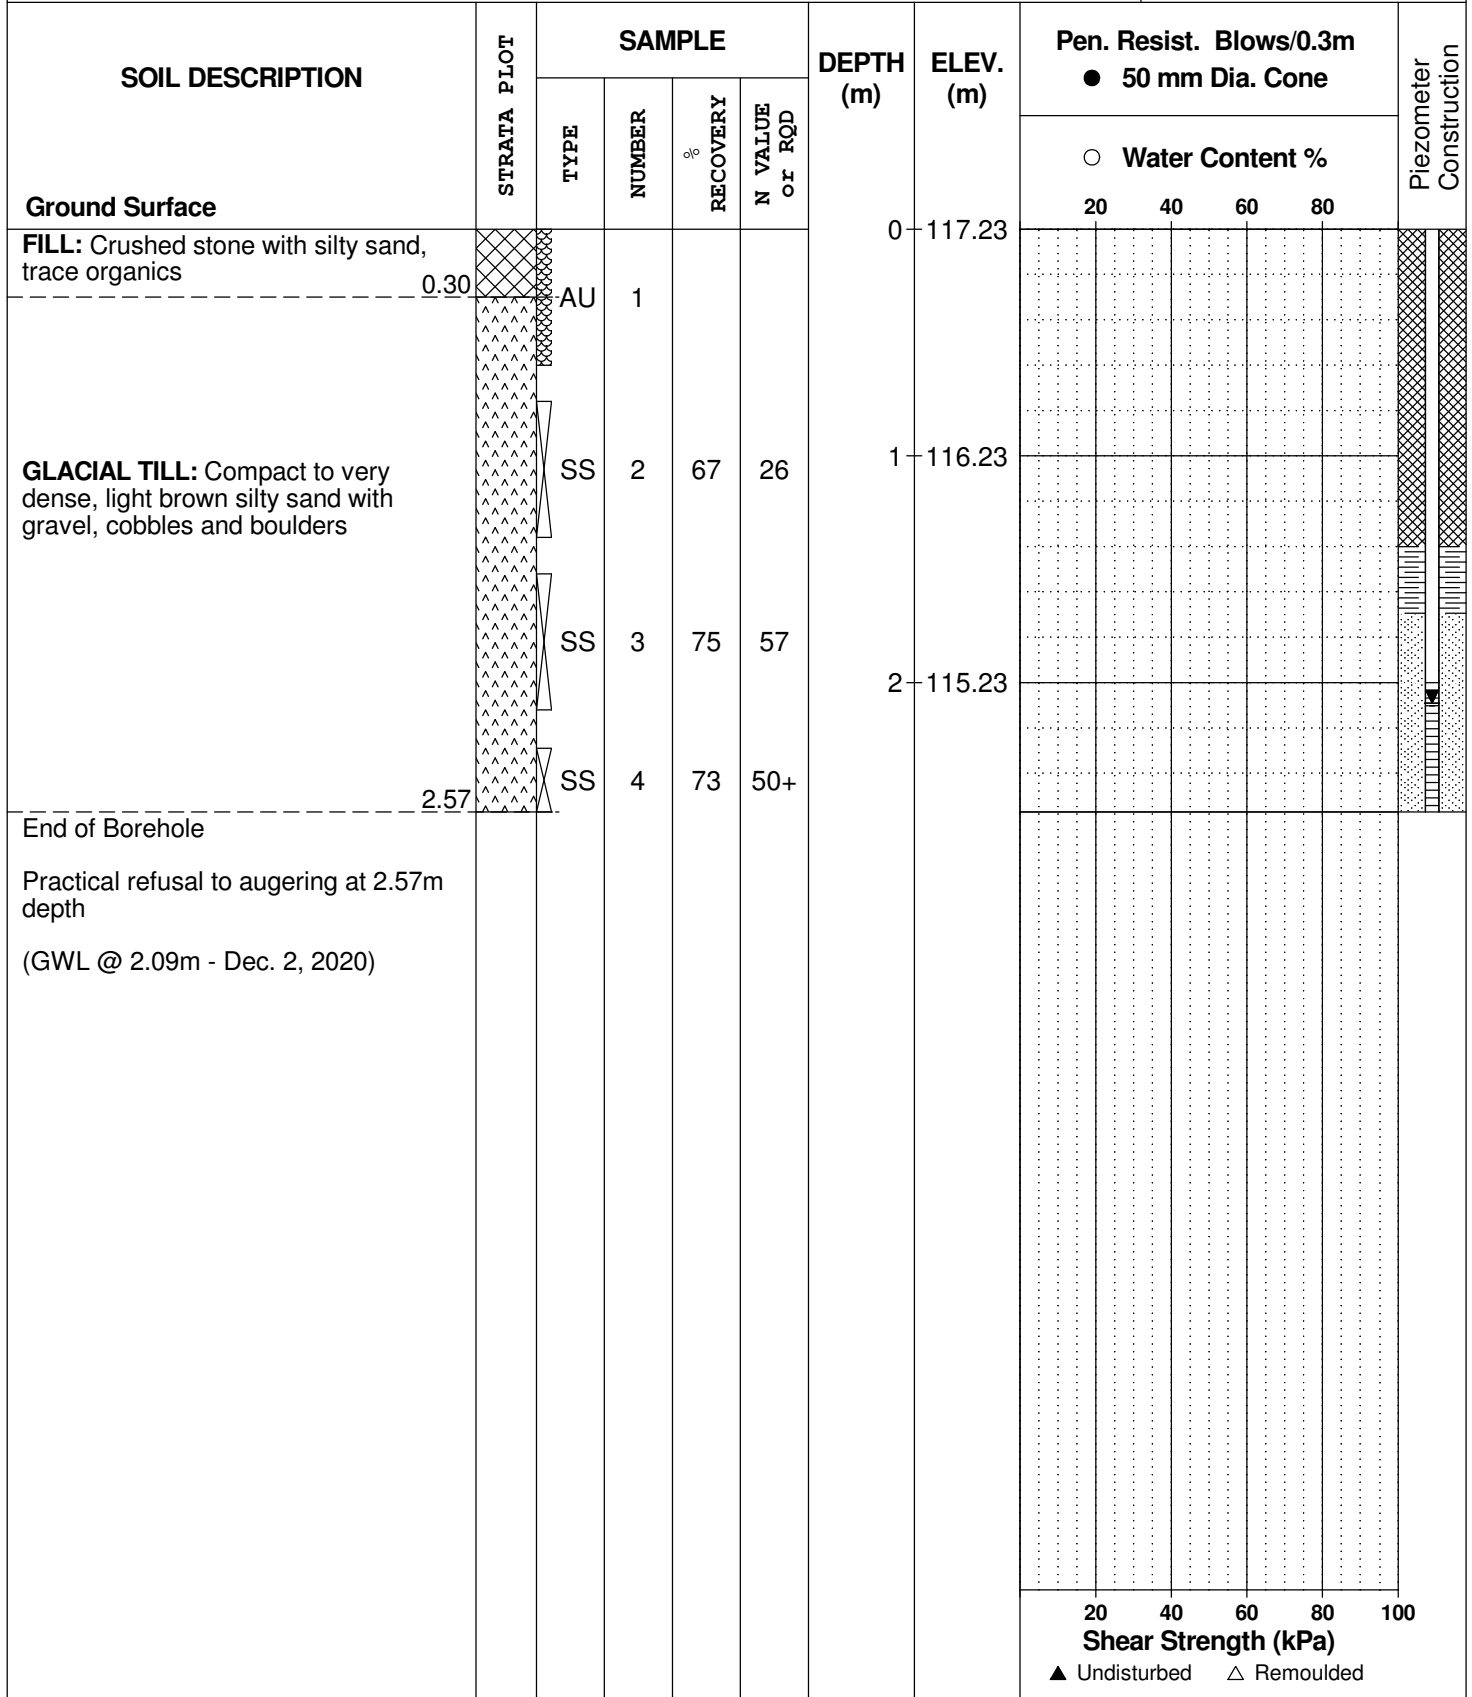 SOIL DESCRIPTION
Ground Surface
STRATA PLOT
SAMPLE
TYPE
NUMBER
% RECOVERY
N VALUE or RQD
DEPTH (m)
ELEV. (m)
Pen. Resist. Blows/0.3m
● 50 mm Dia. Cone
○ Water Content %
20 40 60 80
Piezometer Construction
0 117.23
FILL: Crushed stone with silty sand,
trace organics
0.30
AU 1
GLACIAL TILL: Compact to very
dense, light brown silty sand with
gravel, cobbles and boulders
SS 2 67 26
1 116.23
SS 3 75 57
2 115.23
SS 4 73 50+
2.57
End of Borehole
Practical refusal to augering at 2.57m
depth
(GWL @ 2.09m - Dec. 2, 2020)
20 40 60 80 100
Shear Strength (kPa)
▲ Undisturbed △ Remoulded